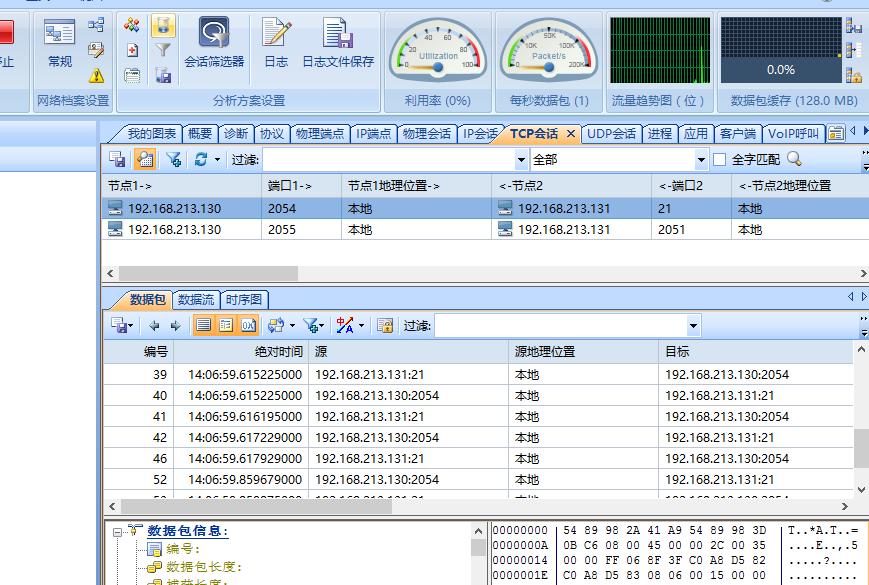 止 常规 会话筛选器 日志 日志文件保存
20 40 60 80 100 Utilization
10K 90K 100K 200K Packet/s
0.0%
网络档案设置 分析方案设置 利用率 (0%) 每秒数据包 (1) 流量趋势图 (位) 数据包缓存 (128.0 MB)
我的图表 概要 诊断 协议 物理端点 IP端点 物理会话 IP会话 TCP会话 UDP会话 进程 应用 客户端 VoIP呼叫
过滤: 全部 全字匹配
节点1-> 端口1-> 节点1地理位置-> <-节点2 <-端口2 <-节点2地理位置
192.168.213.130 2054 本地 192.168.213.131 21 本地
192.168.213.130 2055 本地 192.168.213.131 2051 本地
数据包 数据流 时序图
过滤:
编号 绝对时间 源 源地理位置 目标
39 14:06:59.615225000 192.168.213.131:21 本地 192.168.213.130:2054
40 14:06:59.615225000 192.168.213.130:2054 本地 192.168.213.131:21
41 14:06:59.616195000 192.168.213.131:21 本地 192.168.213.130:2054
42 14:06:59.617229000 192.168.213.130:2054 本地 192.168.213.131:21
46 14:06:59.617929000 192.168.213.131:21 本地 192.168.213.130:2054
52 14:06:59.859679000 192.168.213.130:2054 本地 192.168.213.131:21
数据包信息: 00000000 54 89 98 2A 41 A9 54 89 98 3D T..*A.T..=
编号: 0000000A 0B C6 08 00 45 00 00 2C 00 35 ....E..,.5
数据包长度: 00000014 00 00 FF 06 8F 3F C0 A8 D5 82 .....?....
捕获长度: 0000001E C0 A8 D5 83 08 06 00 15 00 00 ..........